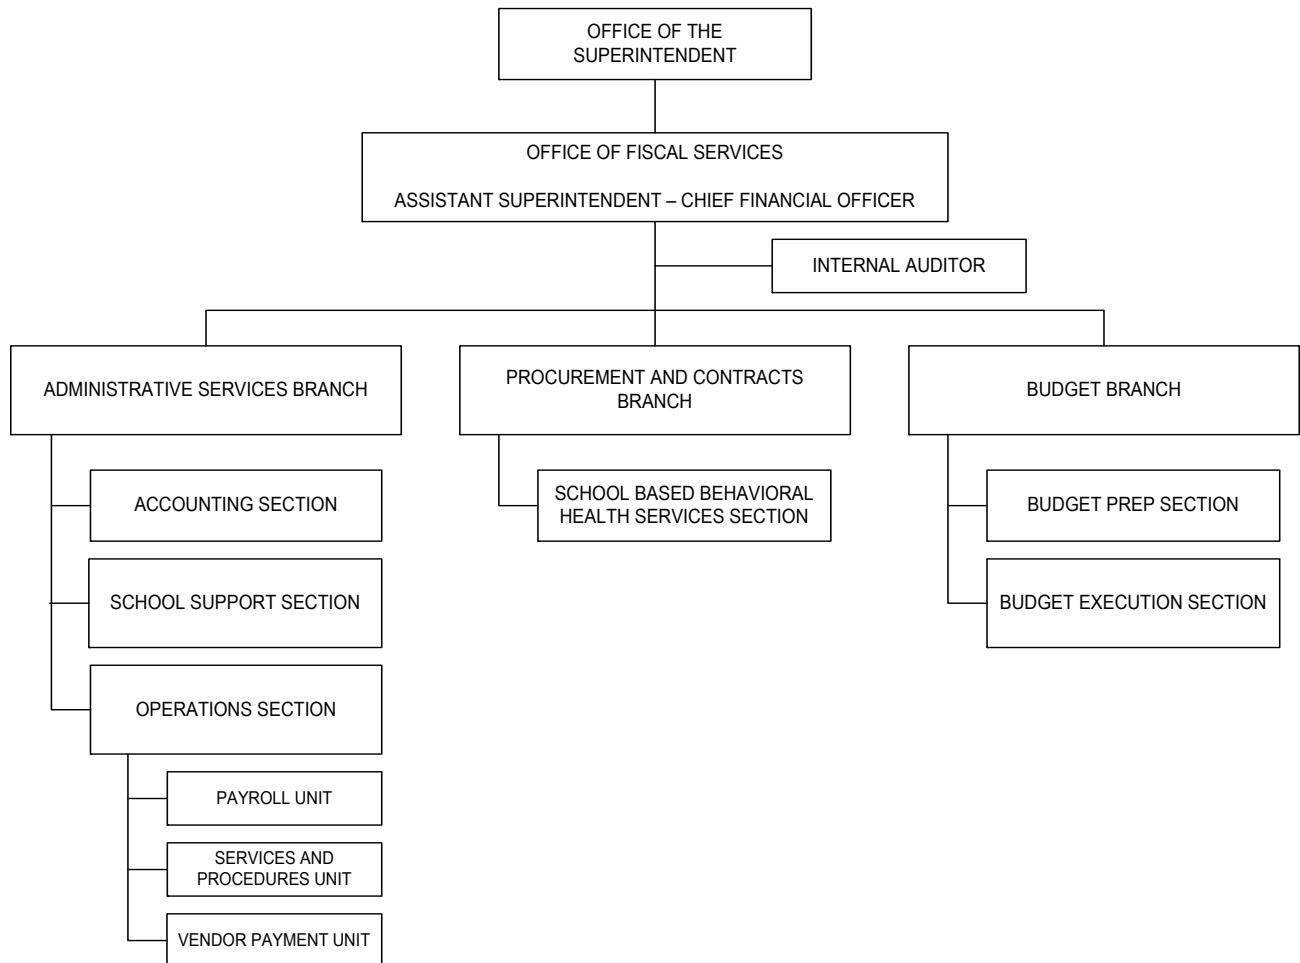 OFFICE OF THE
SUPERINTENDENT
OFFICE OF FISCAL SERVICES
ASSISTANT SUPERINTENDENT – CHIEF FINANCIAL OFFICER
INTERNAL AUDITOR
ADMINISTRATIVE SERVICES BRANCH
ACCOUNTING SECTION
SCHOOL SUPPORT SECTION
OPERATIONS SECTION
PAYROLL UNIT
SERVICES AND
PROCEDURES UNIT
VENDOR PAYMENT UNIT
PROCUREMENT AND CONTRACTS
BRANCH
SCHOOL BASED BEHAVIORAL
HEALTH SERVICES SECTION
BUDGET BRANCH
BUDGET PREP SECTION
BUDGET EXECUTION SECTION